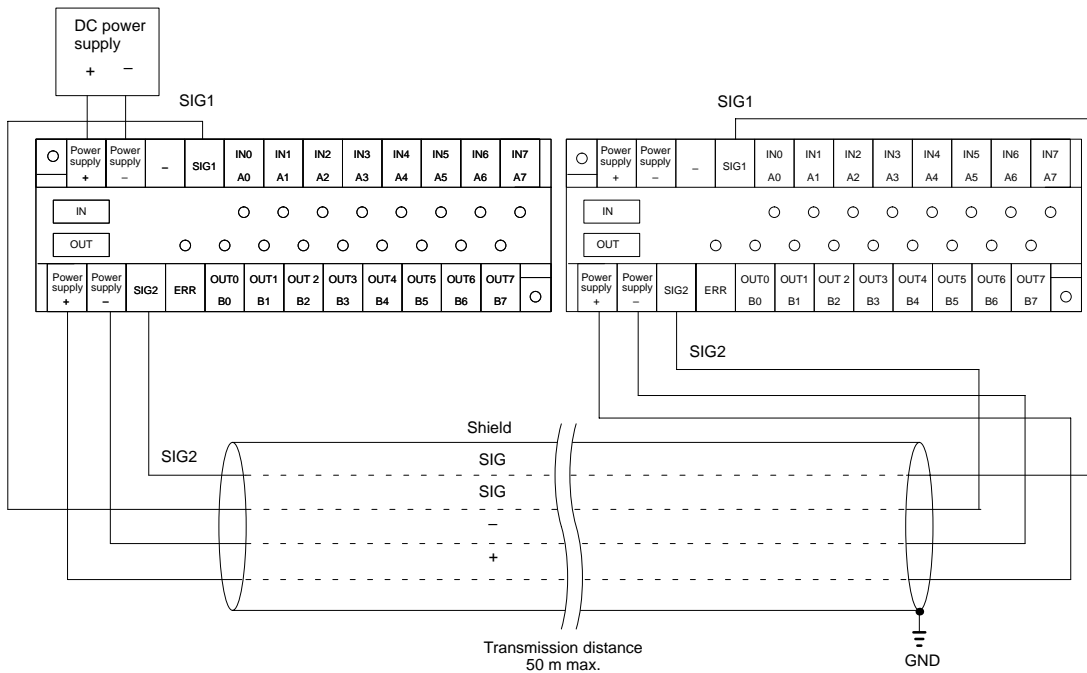 DC power
supply
+ –
SIG1
SIG1
Power Power
supply supply – SIG1 IN0 IN1 IN2 IN3 IN4 IN5 IN6 IN7
+ – A0 A1 A2 A3 A4 A5 A6 A7
IN
OUT
Power Power
supply supply SIG2 ERR OUT0 OUT1 OUT 2 OUT3 OUT4 OUT5 OUT6 OUT7
+ – B0 B1 B2 B3 B4 B5 B6 B7
Power Power
supply supply – SIG1 IN0 IN1 IN2 IN3 IN4 IN5 IN6 IN7
+ – A0 A1 A2 A3 A4 A5 A6 A7
IN
OUT
Power Power
supply supply SIG2 ERR OUT0 OUT1 OUT 2 OUT3 OUT4 OUT5 OUT6 OUT7
+ – B0 B1 B2 B3 B4 B5 B6 B7
SIG2
Shield
SIG2
SIG
SIG
–
+
Transmission distance
50 m max.
GND